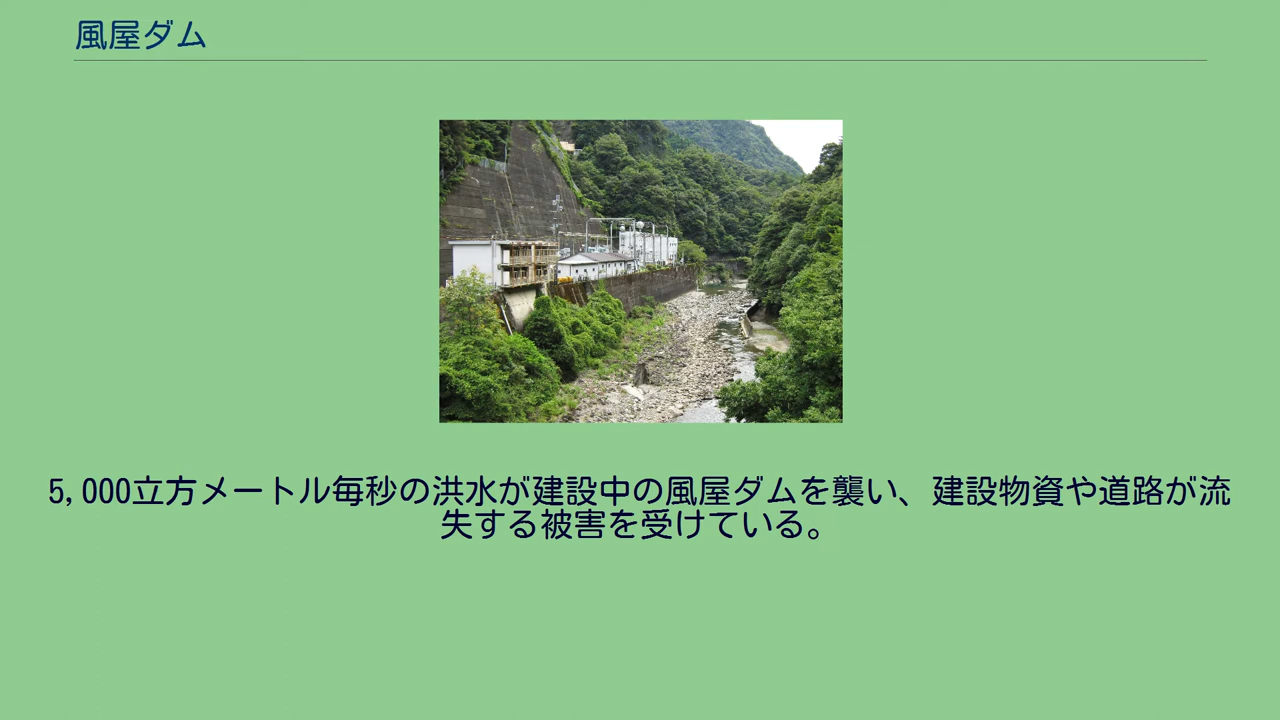 風屋ダム
5,000立方メートル毎秒の洪水が建設中の風屋ダムを襲い、建設物資や道路が流
失する被害を受けている。